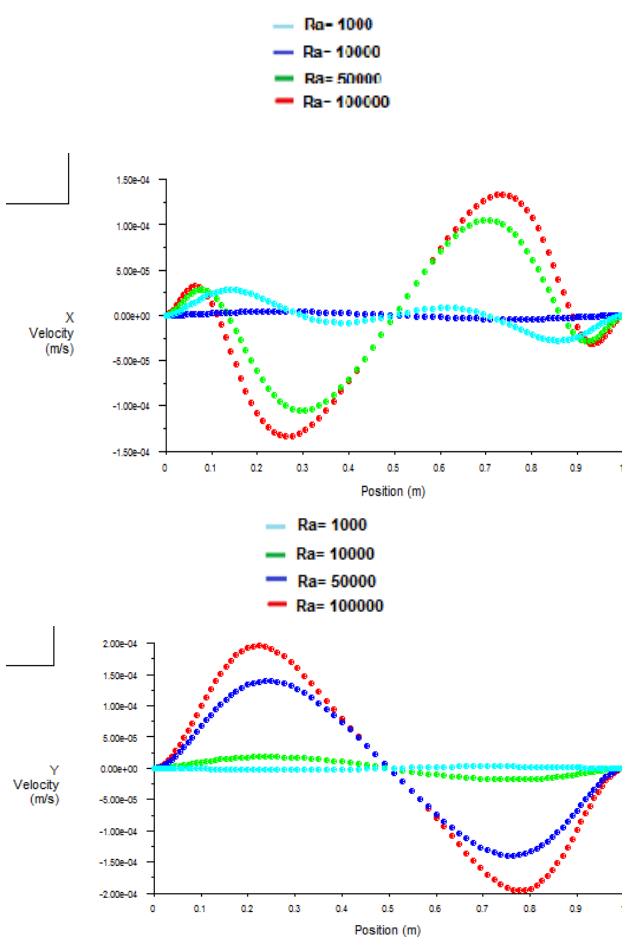 Ra= 1000
Ra= 10000
Ra= 50000
Ra= 100000
1.50e-04
1.00e-04
5.00e-05
0.00e+00
-5.00e-05
-1.00e-04
-1.50e-04
X
Velocity
(m/s)
0 0.1 0.2 0.3 0.4 0.5 0.6 0.7 0.8 0.9 1
Position (m)
Ra= 1000
Ra= 10000
Ra= 50000
Ra= 100000
2.00e-04
1.50e-04
1.00e-04
5.00e-05
0.00e+00
-5.00e-05
-1.00e-04
-1.50e-04
-2.00e-04
Y
Velocity
(m/s)
0 0.1 0.2 0.3 0.4 0.5 0.6 0.7 0.8 0.9 1
Position (m)